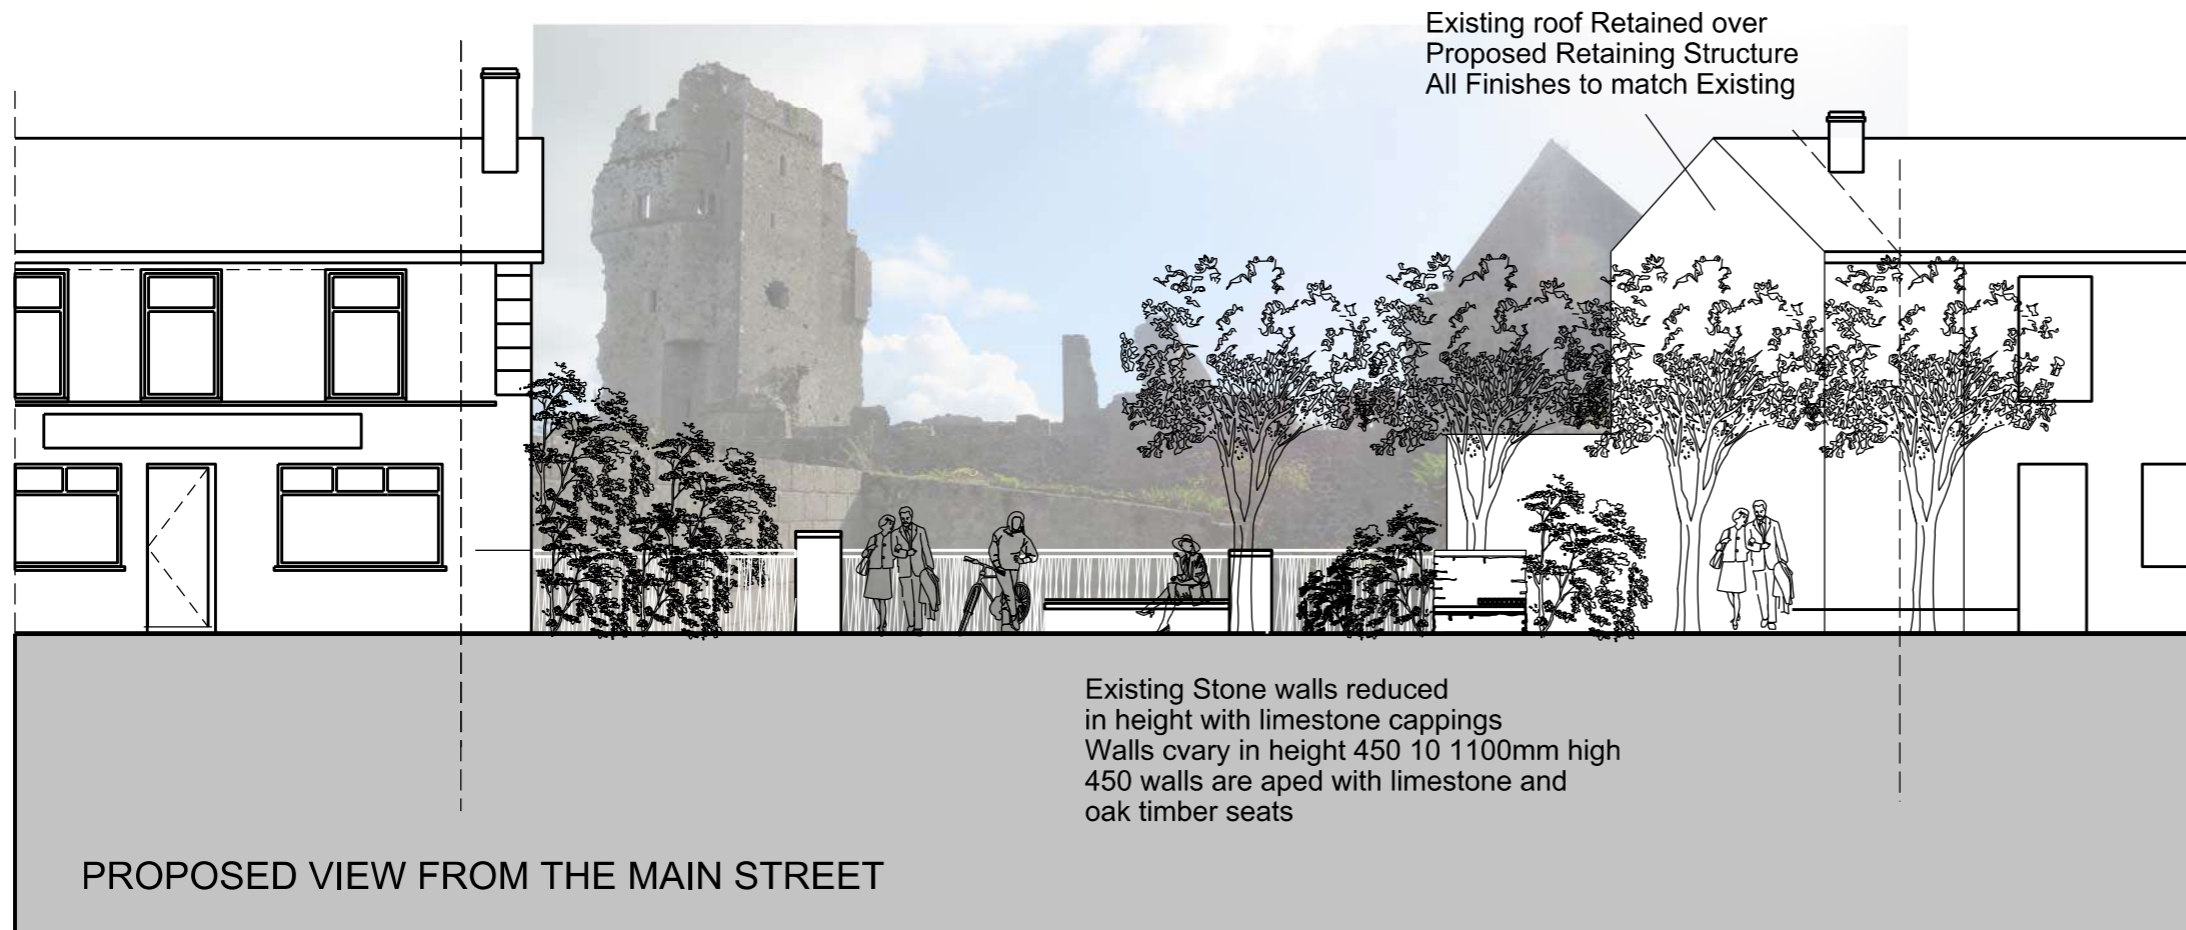 Existing roof Retained over
Proposed Retaining Structure
All Finishes to match Existing
Existing Stone walls reduced
in height with limestone cappings
Walls cvary in height 450 10 1100mm high
450 walls are aped with limestone and
oak timber seats
PROPOSED VIEW FROM THE MAIN STREET